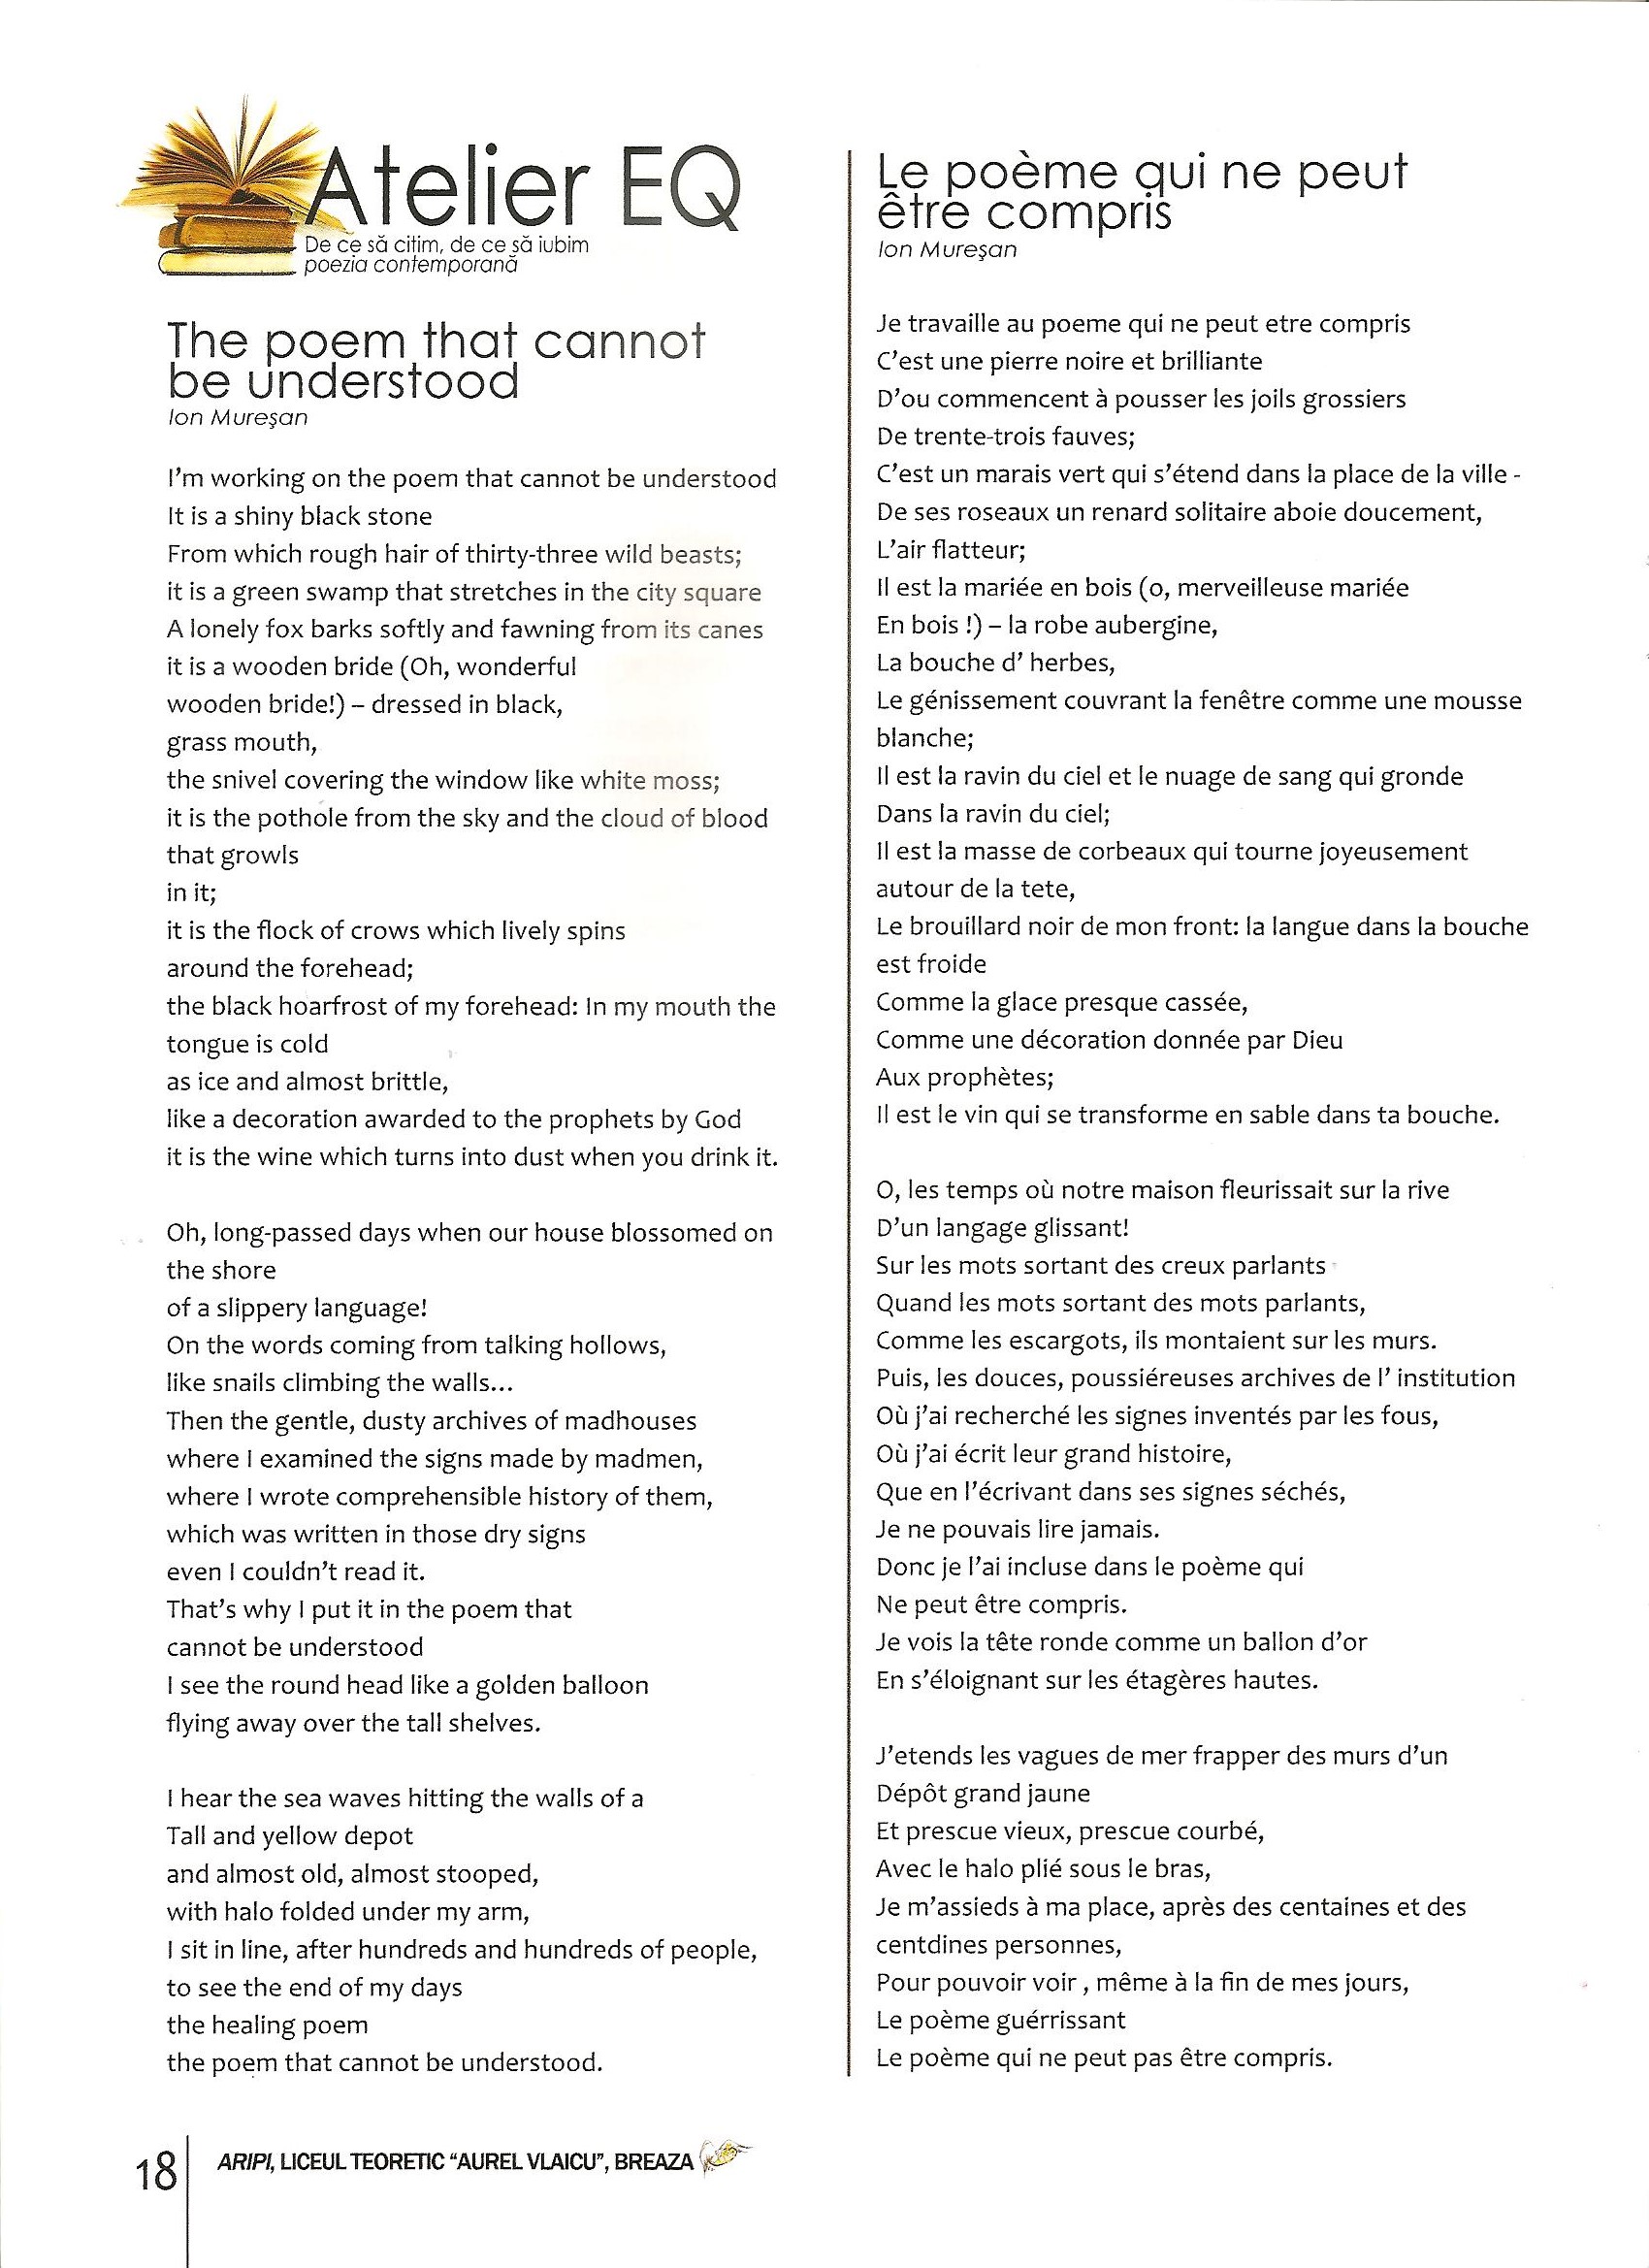 Atelier EQ
De ce să citim, de ce să iubim
poezia contemporană
The poem that cannot
be understood
Ion Mureşan
I'm working on the poem that cannot be understood
It is a shiny black stone
From which rough hair of thirty-three wild beasts;
it is a green swamp that stretches in the city square
A lonely fox barks softly and fawning from its canes
it is a wooden bride (Oh, wonderful
wooden bride!) – dressed in black,
grass mouth,
the snivel covering the window like white moss;
it is the pothole from the sky and the cloud of blood
that growls
in it;
it is the flock of crows which lively spins
around the forehead;
the black hoarfrost of my forehead: In my mouth the
tongue is cold
as ice and almost brittle,
like a decoration awarded to the prophets by God
it is the wine which turns into dust when you drink it.
Oh, long-passed days when our house blossomed on
the shore
of a slippery language!
On the words coming from talking hollows,
like snails climbing the walls...
Then the gentle, dusty archives of madhouses
where I examined the signs made by madmen,
where I wrote comprehensible history of them,
which was written in those dry signs
even I couldn't read it.
That's why I put it in the poem that
cannot be understood
I see the round head like a golden balloon
flying away over the tall shelves.
I hear the sea waves hitting the walls of a
Tall and yellow depot
and almost old, almost stooped,
with halo folded under my arm,
I sit in line, after hundreds and hundreds of people,
to see the end of my days
the healing poem
the poem that cannot be understood.
Le poème qui ne peut
être compris
Ion Mureşan
Je travaille au poeme qui ne peut etre compris
C'est une pierre noire et brilliante
D'ou commencent à pousser les joils grossiers
De trente-trois fauves;
C'est un marais vert qui s'étend dans la place de la ville -
De ses roseaux un renard solitaire aboie doucement,
L'air flatteur;
Il est la mariée en bois (o, merveilleuse mariée
En bois !) – la robe aubergine,
La bouche d' herbes,
Le génissement couvrant la fenêtre comme une mousse
blanche;
Il est la ravin du ciel et le nuage de sang qui gronde
Dans la ravin du ciel;
Il est la masse de corbeaux qui tourne joyeusement
autour de la tete,
Le brouillard noir de mon front: la langue dans la bouche
est froide
Comme la glace presque cassée,
Comme une décoration donnée par Dieu
Aux prophètes;
Il est le vin qui se transforme en sable dans ta bouche.
O, les temps où notre maison fleurissait sur la rive
D'un langage glissant!
Sur les mots sortant des creux parlants
Quand les mots sortant des mots parlants,
Comme les escargots, ils montaient sur les murs.
Puis, les douces, poussiéreuses archives de l' institution
Où j'ai recherché les signes inventés par les fous,
Où j'ai écrit leur grand histoire,
Que en l'écrivant dans ses signes séchés,
Je ne pouvais lire jamais.
Donc je l'ai incluse dans le poème qui
Ne peut être compris.
Je vois la tête ronde comme un ballon d'or
En s'éloignant sur les étagères hautes.
J'etends les vagues de mer frapper des murs d'un
Dépôt grand jaune
Et prescue vieux, prescue courbé,
Avec le halo plié sous le bras,
Je m'assieds à ma place, après des centaines et des
centdines personnes,
Pour pouvoir voir , même à la fin de mes jours,
Le poème guérrissant
Le poème qui ne peut pas être compris.
18
ARIPI, LICEUL TEORETIC "AUREL VLAICU", BREAZA